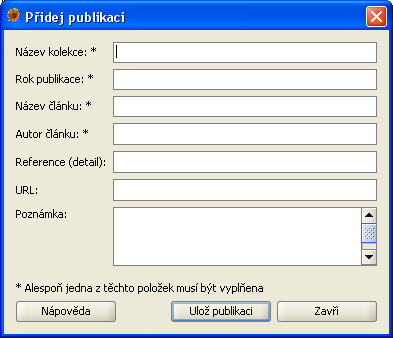 Přidej publikaci
Název kolekce: *
Rok publikace: *
Název článku: *
Autor článku: *
Reference (detail):
URL:
Poznámka:
* Alespoň jedna z těchto položek musí být vyplňena
Nápověda
Ulož publikaci
Zavři